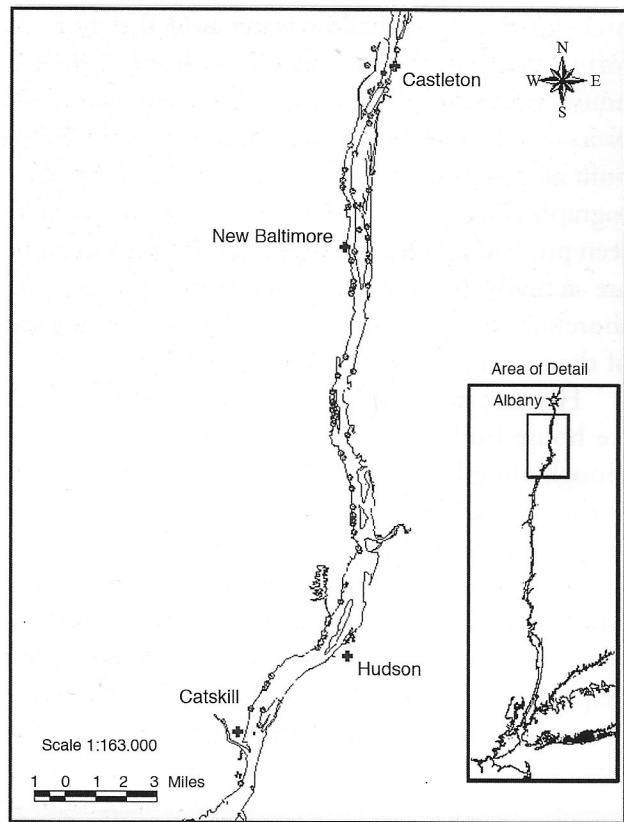 N
Castleton
W E
S
New Baltimore
Area of Detail
Albany
Hudson
Catskill
Scale 1:163.000
1 0 1 2 3 Miles